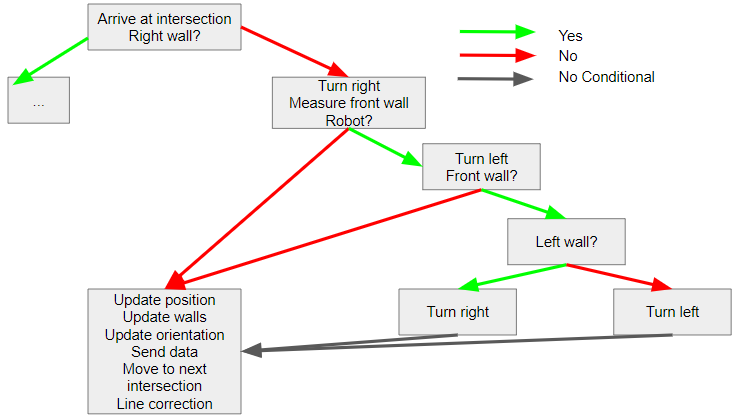 Arrive at intersection
Right wall?
Yes
No
No Conditional
...
Turn right
Measure front wall
Robot?
Turn left
Front wall?
Left wall?
Turn right
Turn left
Update position
Update walls
Update orientation
Send data
Move to next
intersection
Line correction